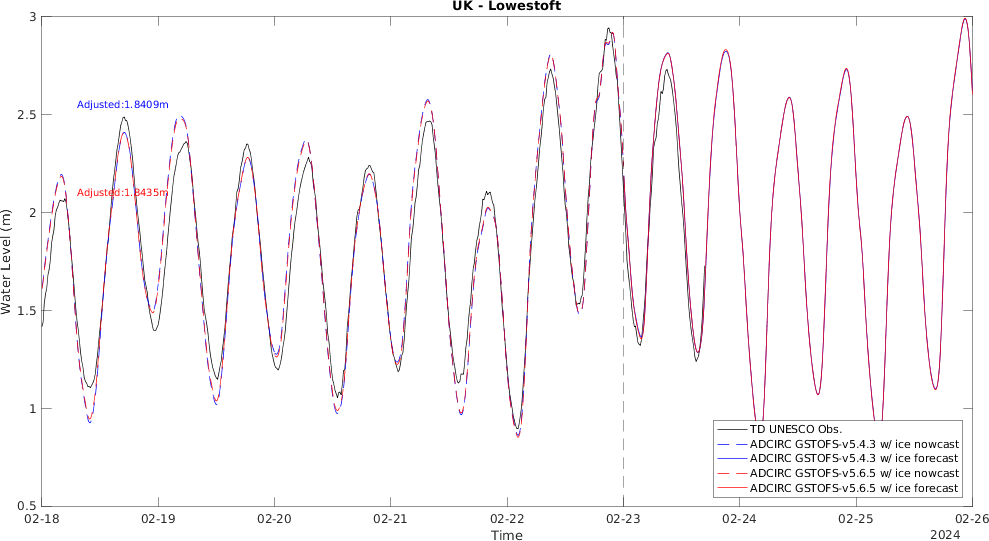 UK - Lowestoft
3
2.5
2
1.5
1
0.5
Water Level (m)
Adjusted:1.8409m
Adjusted:1.8435m
TD UNESCO Obs.
ADCIRC GSTOFS-v5.4.3 w/ ice nowcast
ADCIRC GSTOFS-v5.4.3 w/ ice forecast
ADCIRC GSTOFS-v5.6.5 w/ ice nowcast
ADCIRC GSTOFS-v5.6.5 w/ ice forecast
02-18 02-19 02-20 02-21 02-22 02-23 02-24 02-25 02-26
Time
2024